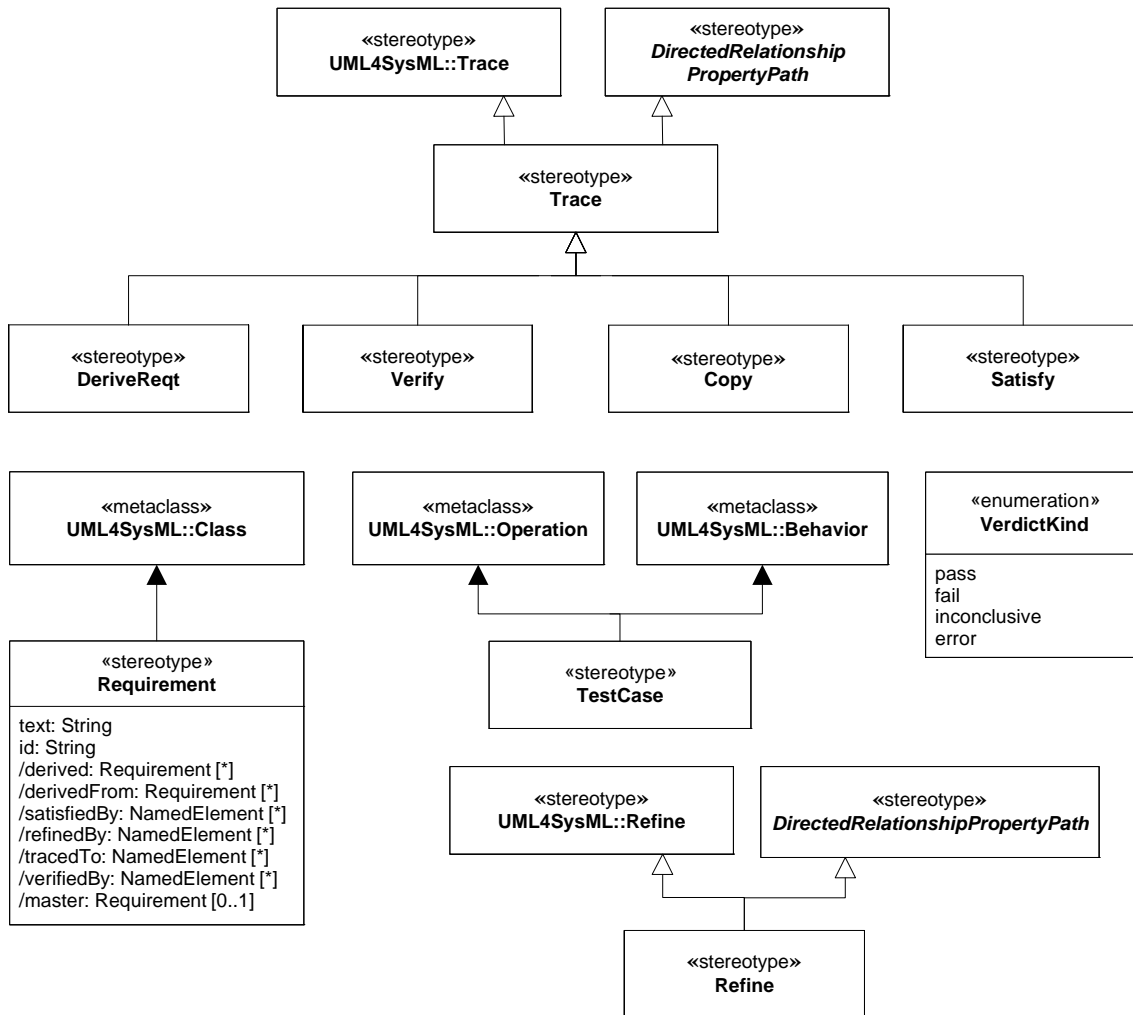 «stereotype»
UML4SysML::Trace
«stereotype»
DirectedRelationship
PropertyPath
«stereotype»
Trace
«stereotype»
DeriveReqt
«stereotype»
Verify
«stereotype»
Copy
«stereotype»
Satisfy
«metaclass»
UML4SysML::Class
«metaclass»
UML4SysML::Operation
«metaclass»
UML4SysML::Behavior
«enumeration»
VerdictKind
pass
fail
inconclusive
error
«stereotype»
Requirement
text: String
id: String
/derived: Requirement [*]
/derivedFrom: Requirement [*]
/satisfiedBy: NamedElement [*]
/refinedBy: NamedElement [*]
/tracedTo: NamedElement [*]
/verifiedBy: NamedElement [*]
/master: Requirement [0..1]
«stereotype»
TestCase
«stereotype»
UML4SysML::Refine
«stereotype»
DirectedRelationshipPropertyPath
«stereotype»
Refine